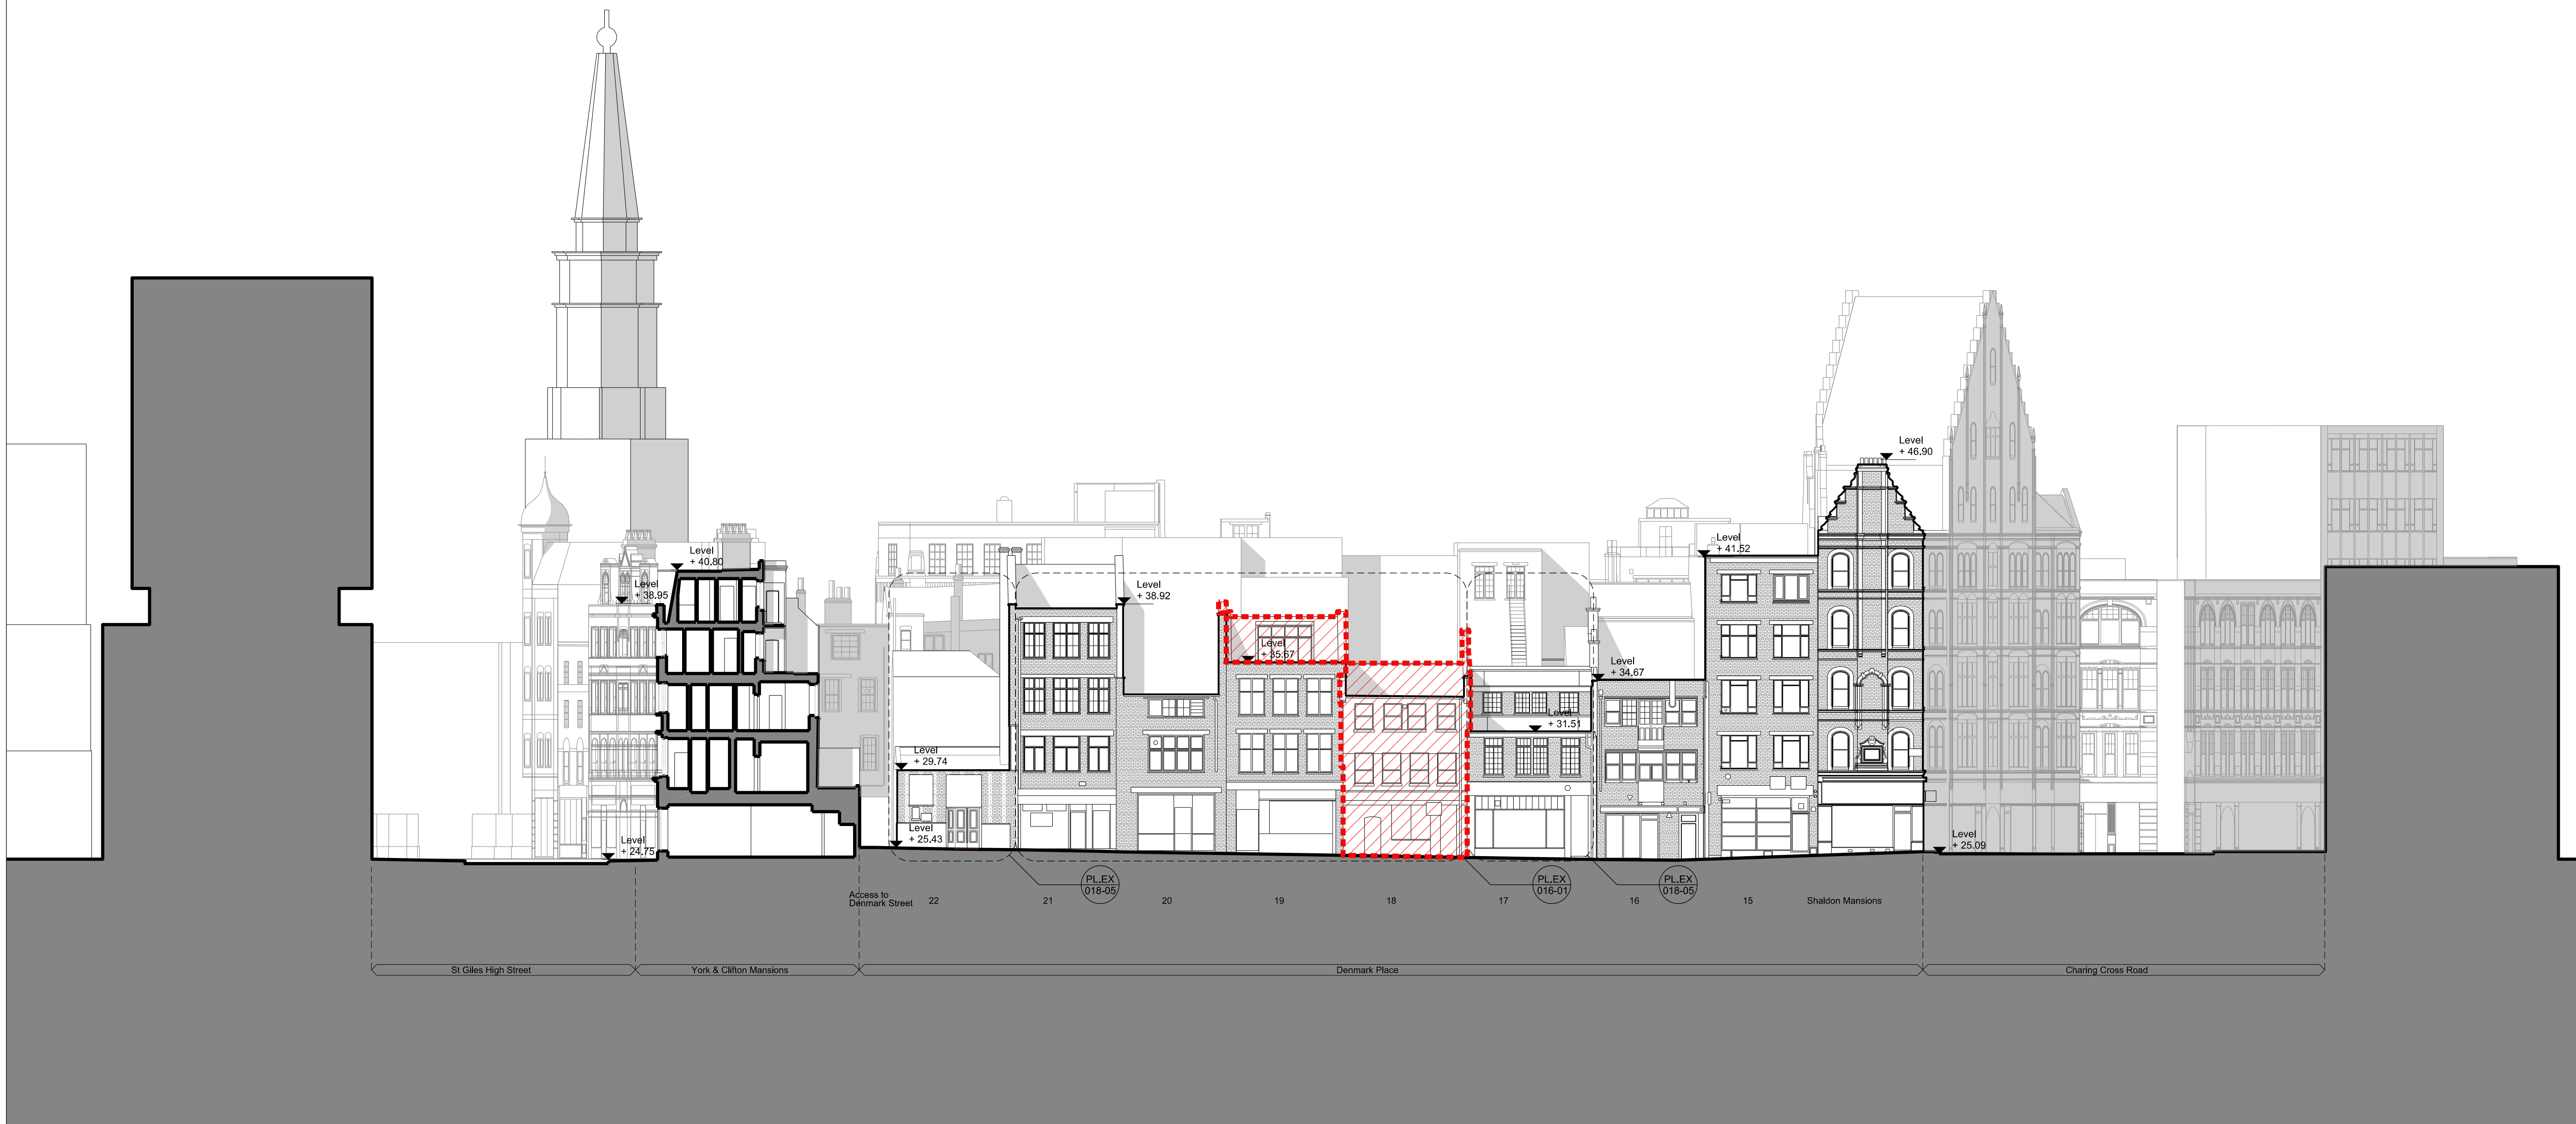 Level
+ 46.90
Level
+ 41.52
Level
+ 40.80
Level
+ 38.95
Level
+ 38.92
Level
+ 35.67
Level
+ 34.67
Level
+ 31.51
Level
+ 29.74
Level
+ 25.43
Level
+ 24.75
Level
+ 25.09
PL.EX
018-05
PL.EX
016-01
PL.EX
018-05
Access to
Denmark Street
22
21
20
19
18
17
16
15
Shaldon Mansions
St Giles High Street
York & Clifton Mansions
Denmark Place
Charing Cross Road